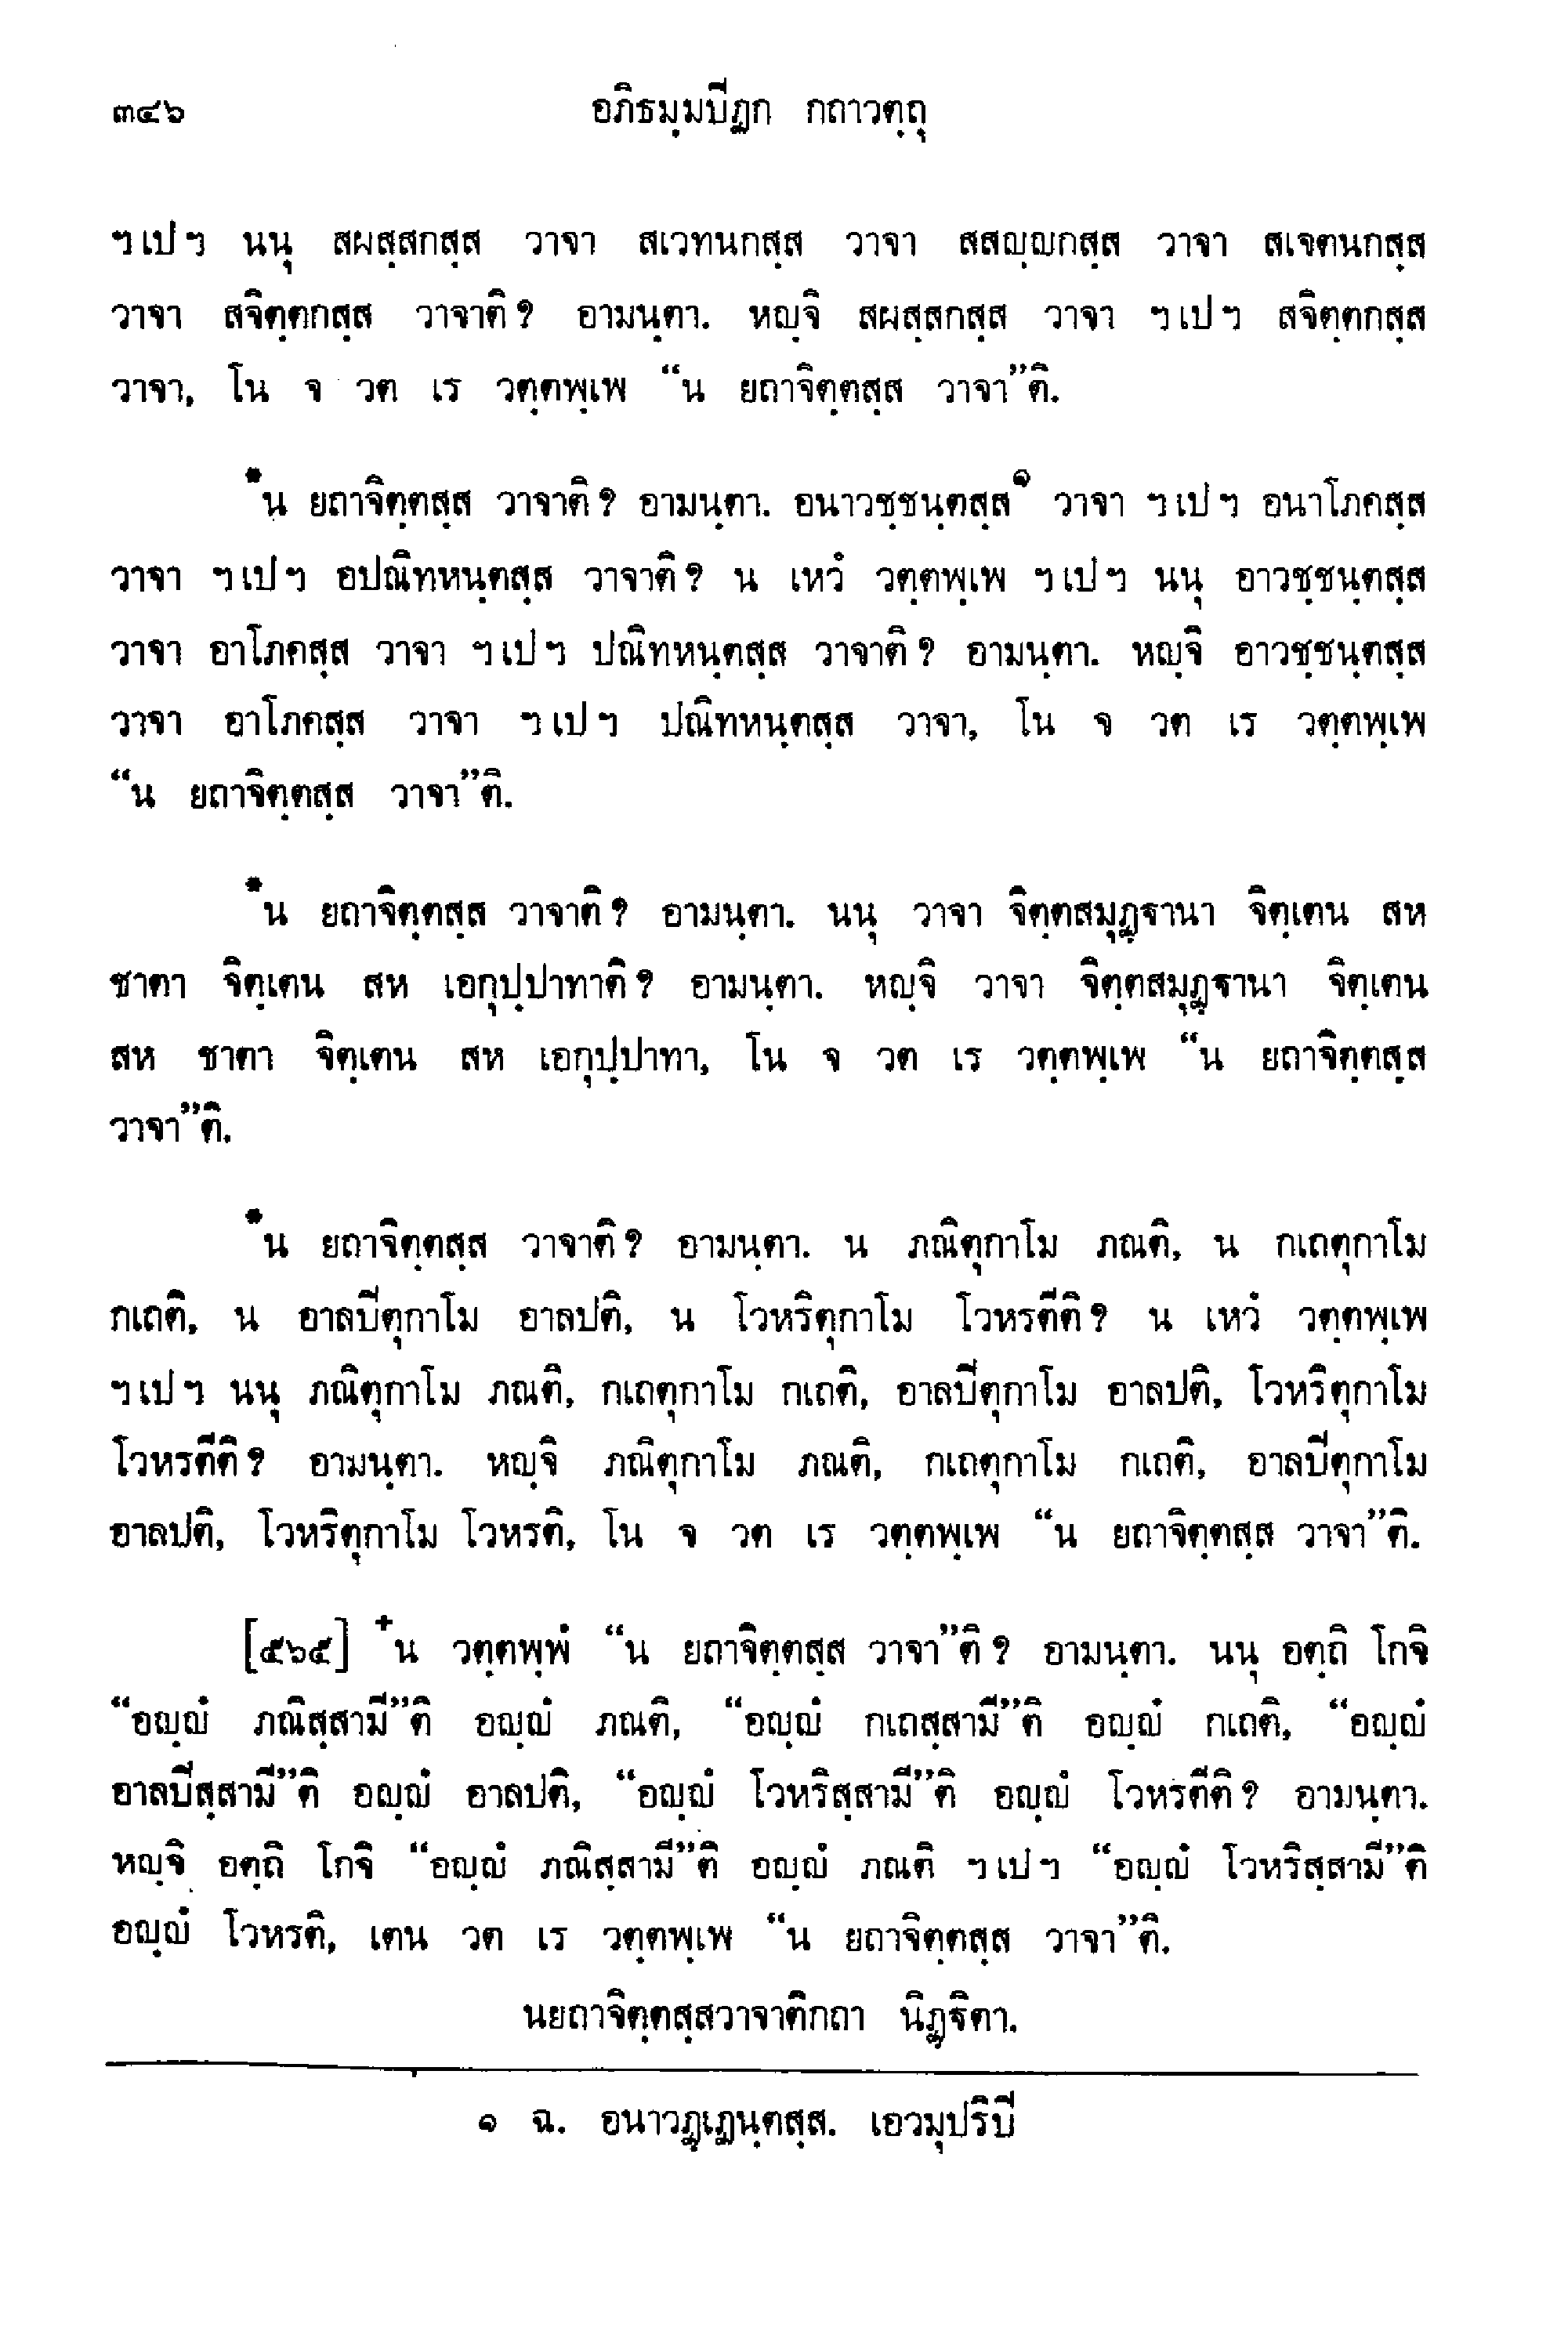 ๓๔๖ อภิธมฺมปิฏก กถาวตฺถุ
ฯเปฯ นนุ สผสฺสกสฺส วาจา สเวทนกสฺส วาจา สสญฺญกสฺส วาจา สเจตนกสฺส
วาจา สจิตฺตกสฺส วาจาติ? อามนฺตา. หญฺจิ สผสฺสกสฺส วาจา ฯเปฯ สจิตฺตกสฺส
วาจา, โน จ วต เร วตฺตพฺเพ “น ยถาจิตฺตสฺส วาจา”ติ.
*น ยถาจิตฺตสฺส วาจาติ? อามนฺตา. อนาวชฺชนฺตสฺส๑ วาจา ฯเปฯ อนาโภคสฺส
วาจา ฯเปฯ อปณิทหนฺตสฺส วาจาติ? น เหวํ วตฺตพฺเพ ฯเปฯ นนุ อาวชฺชนฺตสฺส
วาจา อาโภคสฺส วาจา ฯเปฯ ปณิทหนฺตสฺส วาจาติ? อามนฺตา. หญฺจิ อาวชฺชนฺตสฺส
วาจา อาโภคสฺส วาจา ฯเปฯ ปณิทหนฺตสฺส วาจา, โน จ วต เร วตฺตพฺเพ
“น ยถาจิตฺตสฺส วาจา”ติ.
*น ยถาจิตฺตสฺส วาจาติ? อามนฺตา. นนุ วาจา จิตฺตสมุฏฺฐานา จิตฺเตน สห
ชาตา จิตฺเตน สห เอกุปฺปาทาติ? อามนฺตา. หญฺจิ วาจา จิตฺตสมุฏฺฐานา จิตฺเตน
สห ชาตา จิตฺเตน สห เอกุปฺปาทา, โน จ วต เร วตฺตพฺเพ “น ยถาจิตฺตสฺส
วาจา”ติ.
*น ยถาจิตฺตสฺส วาจาติ? อามนฺตา. น ภณิตุกาโม ภณติ, น กเถตุกาโม
กเถติ, น อาลปิตุกาโม อาลปติ, น โวหริตุกาโม โวหรตีติ? น เหวํ วตฺตพฺเพ
ฯเปฯ นนุ ภณิตุกาโม ภณติ, กเถตุกาโม กเถติ, อาลปิตุกาโม อาลปติ, โวหริตุกาโม
โวหรตีติ? อามนฺตา. หญฺจิ ภณิตุกาโม ภณติ, กเถตุกาโม กเถติ, อาลปิตุกาโม
อาลปติ, โวหริตุกาโม โวหรติ, โน จ วต เร วตฺตพฺเพ “น ยถาจิตฺตสฺส วาจา”ติ.
[๕๖๕] +น วตฺตพฺพํ “น ยถาจิตฺตสฺส วาจา”ติ? อามนฺตา. นนุ อตฺถิ โกจิ
“อญฺญํ ภณิสฺสามี”ติ อญฺญํ ภณติ, “อญฺญํ กเถสฺสามี”ติ อญฺญํ กเถติ, “อญฺญํ
อาลปิสฺสามี”ติ อญฺญํ อาลปติ, “อญฺญํ โวหริสฺสามี”ติ อญฺญํ โวหรตีติ? อามนฺตา.
หญฺจิ อตฺถิ โกจิ “อญฺญํ ภณิสฺสามี”ติ อญฺญํ ภณติ ฯเปฯ “อญฺญํ โวหริสฺสามี”ติ
อญฺญํ โวหรติ, เตน วต เร วตฺตพฺเพ “น ยถาจิตฺตสฺส วาจา”ติ.
นยถาจิตฺตสฺสวาจาติกถา นิฏฺฐิตา.
๑ ฉ. อนาวฏฺเฏนฺตสฺส. เอวมุปริปิ